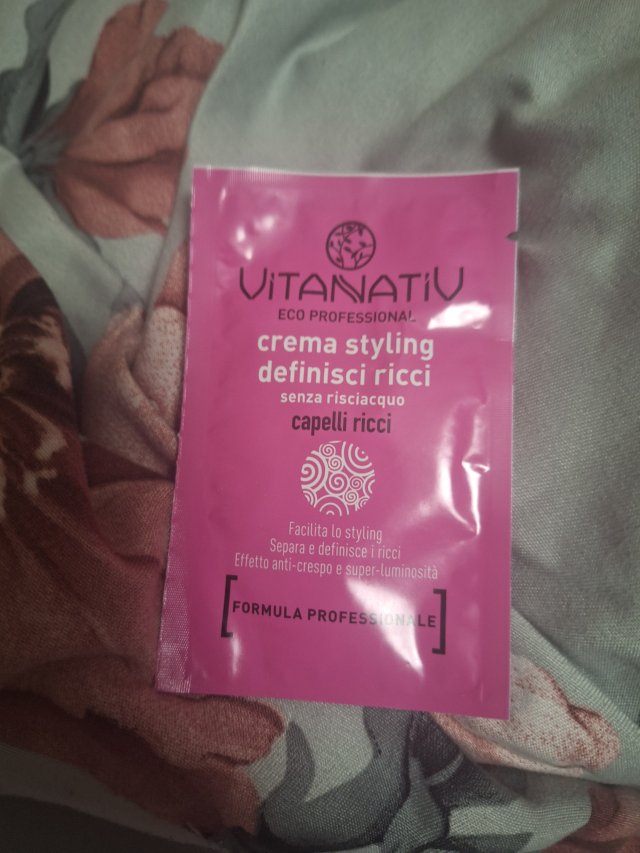 VITANATIV
ECO PROFESSIONAL
crema styling
definisci ricci
senza risciacquo
capelli ricci
Facilita lo styling
Separa e definisce i ricci
Effetto anti-crespo e super-luminosità
[FORMULA PROFESSIONALE]